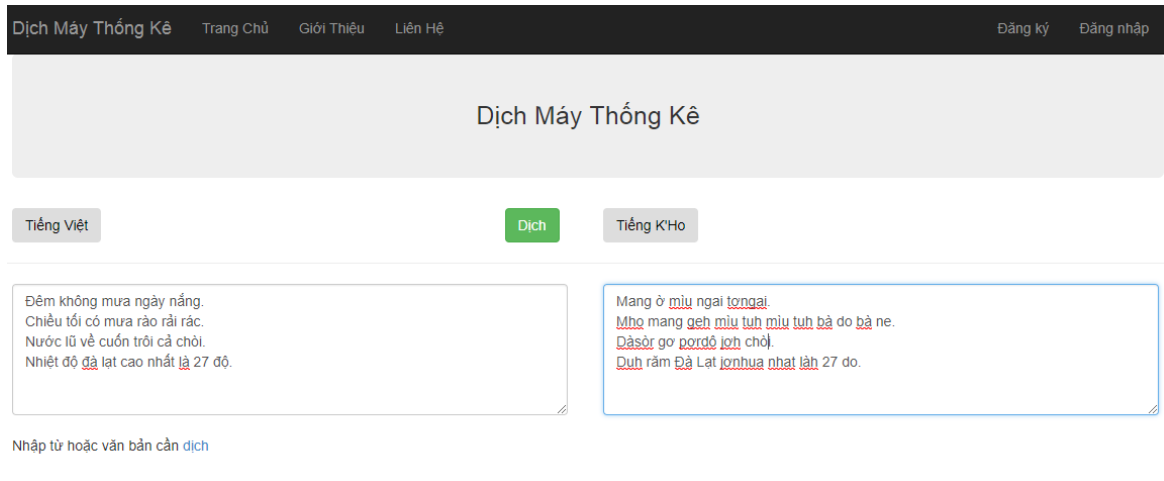 Dịch Máy Thống Kê Trang Chủ Giới Thiệu Liên Hệ Đăng ký Đăng nhập
Dịch Máy Thống Kê
Tiếng Việt Dịch Tiếng K'Ho
Đêm không mưa ngày nắng.
Chiều tối có mưa rào rải rác.
Nước lũ về cuốn trôi cả chòi.
Nhiệt độ đà lạt cao nhất là 27 độ.
Mang ờ mìu ngai tơngai.
Mho mang geh mìu tuh mìu tuh bà do bà ne.
Dàsòr gơ pơrdô jơh chòi.
Duh răm Đà Lạt jơnhua nhat làh 27 do.
Nhập từ hoặc văn bản cần dịch